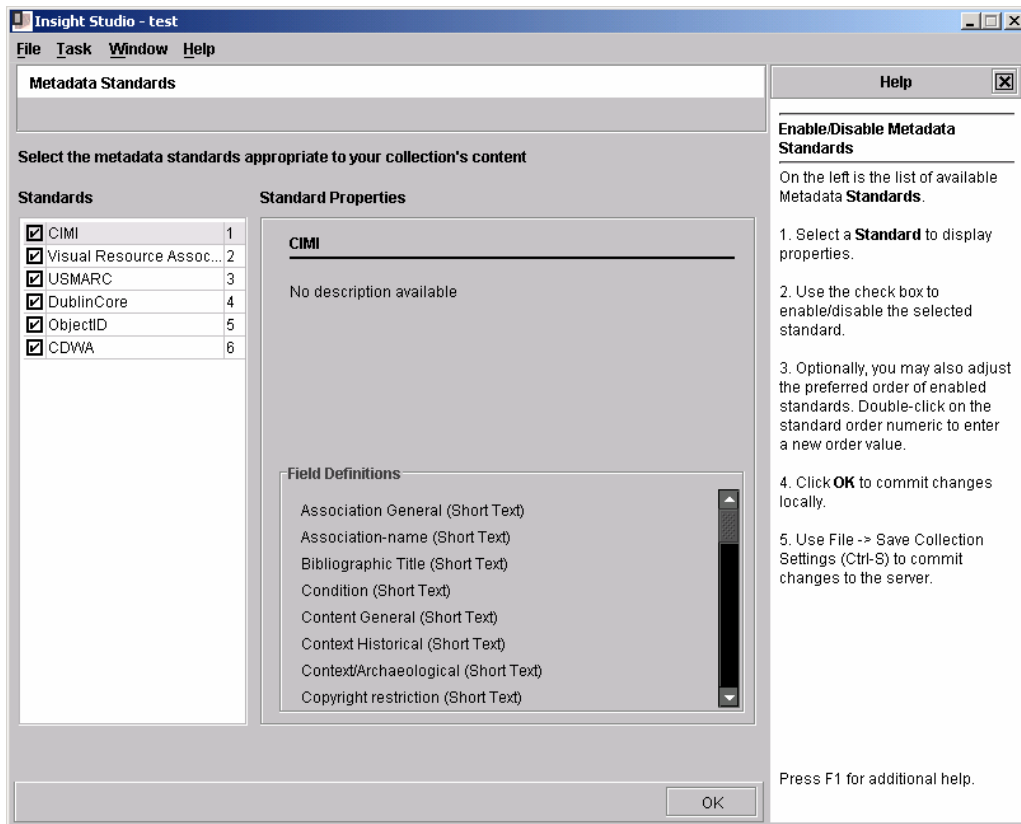 Insight Studio - test
File Task Window Help
Metadata Standards
Select the metadata standards appropriate to your collection's content
Standards
CIMI 1
Visual Resource Assoc... 2
USMARC 3
DublinCore 4
ObjectID 5
CDWA 6
Standard Properties
CIMI
No description available
Field Definitions
Association General (Short Text)
Association-name (Short Text)
Bibliographic Title (Short Text)
Condition (Short Text)
Content General (Short Text)
Context Historical (Short Text)
Context/Archaeological (Short Text)
Copyright restriction (Short Text)
OK
Help
Enable/Disable Metadata
Standards
On the left is the list of available
Metadata Standards.
1. Select a Standard to display
properties.
2. Use the check box to
enable/disable the selected
standard.
3. Optionally, you may also adjust
the preferred order of enabled
standards. Double-click on the
standard order numeric to enter
a new order value.
4. Click OK to commit changes
locally.
5. Use File -> Save Collection
Settings (Ctrl-S) to commit
changes to the server.
Press F1 for additional help.